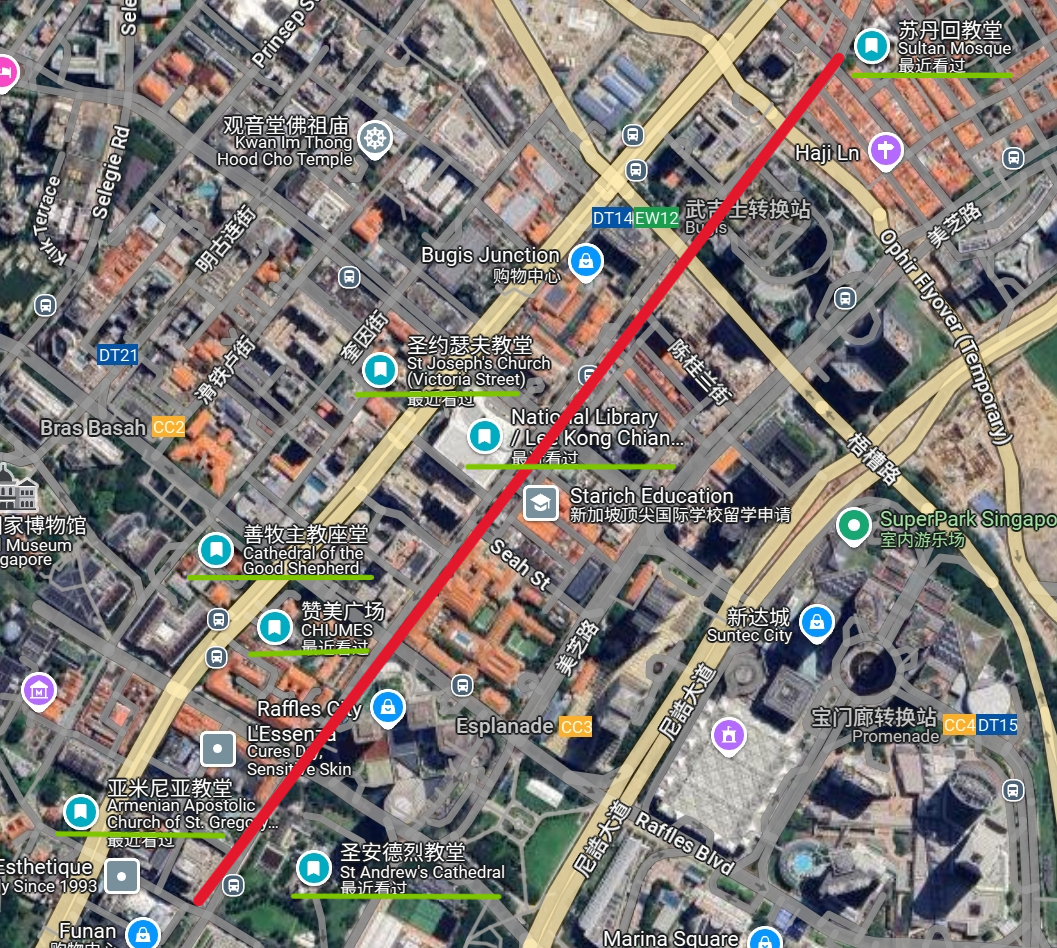 Sele
Prinsep S
苏丹回教堂
Sultan Mosque
最近看过
观音堂佛祖庙
Kwan Im Thong
Hood Cho Temple
Haji Ln
Selegie Rd
Kirk Terrace
明古连街
DT14 EW12
武吉士转换站
Bugis
美芝路
Bugis Junction
购物中心
Ophir Flyover (Temporary)
DT21
滑铁卢街
奎因街
圣约瑟夫教堂
St Joseph's Church
(Victoria Street)
最近看过
陈桂兰街
Bras Basah CC2
National Library
/ Lee Kong Chian...
最近看过
梧槽路
Starich Education
新加坡顶尖国际学校留学申请
家博物馆
l Museum
gapore
SuperPark Singapo
室内游乐场
善牧主教座堂
Cathedral of the
Good Shepherd
Seah St
赞美广场
CHIJMES
最近看过
新达城
Suntec City
美芝路
尼誥大道
Raffles City
Esplanade CC3
宝门廊转换站
Promenade
CC4 DT15
L'Essenza
Cures D
Sensitive Skin
亚米尼亚教堂
Armenian Apostolic
Church of St. Gregory...
最近看过
尼誥大道
Raffles Blvd
圣安德烈教堂
St Andrew's Cathedral
最近看过
Esthetique
y Since 1993
Funan
购物中心
Marina Square